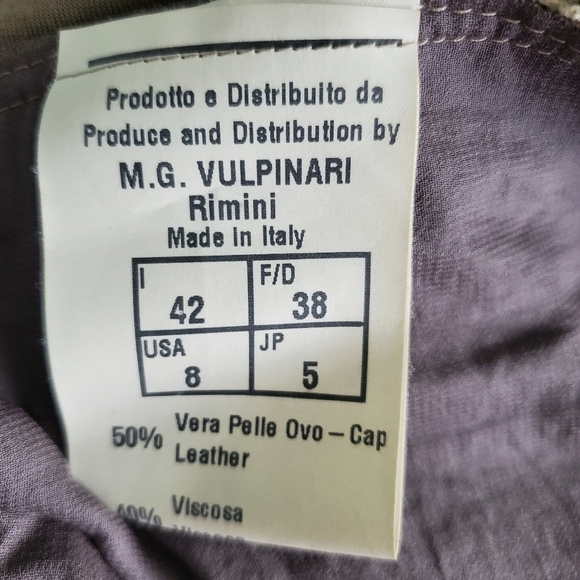 Prodotto e Distribuito da
Produce and Distribution by
M.G. VULPINARI
Rimini
Made in Italy
I F/D
42 38
USA JP
8 5
50% Vera Pelle Ovo – Cap
Leather
40% Viscosa